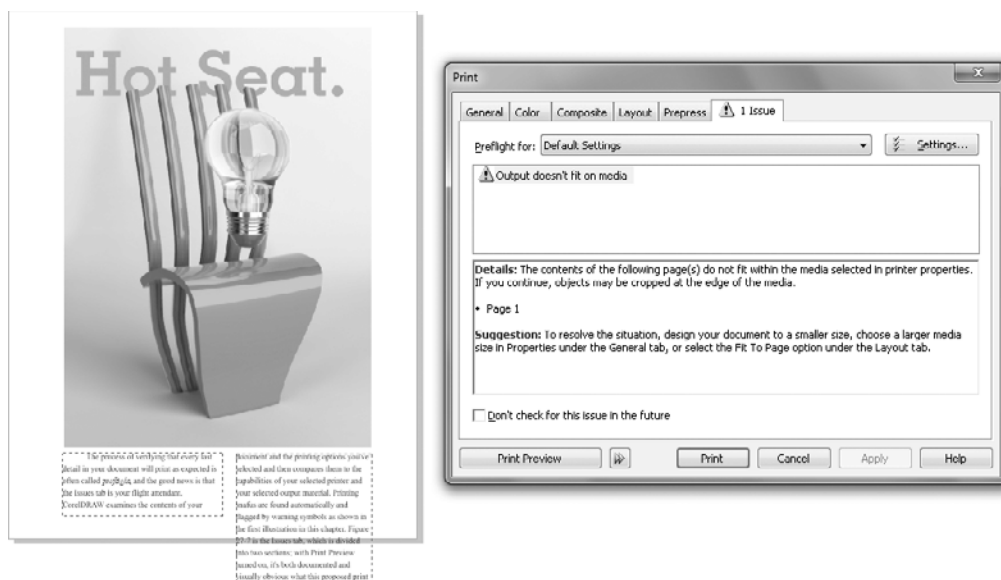 Hot Seat.
The process of verifying that every last
detail in your document will print as expected is
often called preflight, and the good news is that
the Issues tab is your flight attendant.
CorelDRAW examines the contents of your
document and the printing options you've
selected and then compares them to the
capabilities of your selected printer and
your selected output material. Printing
snafus are found automatically and
flagged by warning symbols as shown in
the first illustration in this chapter. Figure
27-7 is the Issues tab, which is divided
into two sections; with Print Preview
turned on, it's both documented and
visually obvious what this proposed print
Print
General Color Composite Layout Prepress 1 Issue
Preflight for: Default Settings Settings...
Output doesn't fit on media
Details: The contents of the following page(s) do not fit within the media selected in printer properties.
If you continue, objects may be cropped at the edge of the media.
• Page 1
Suggestion: To resolve the situation, design your document to a smaller size, choose a larger media
size in Properties under the General tab, or select the Fit To Page option under the Layout tab.
Don't check for this issue in the future
Print Preview Print Cancel Apply Help